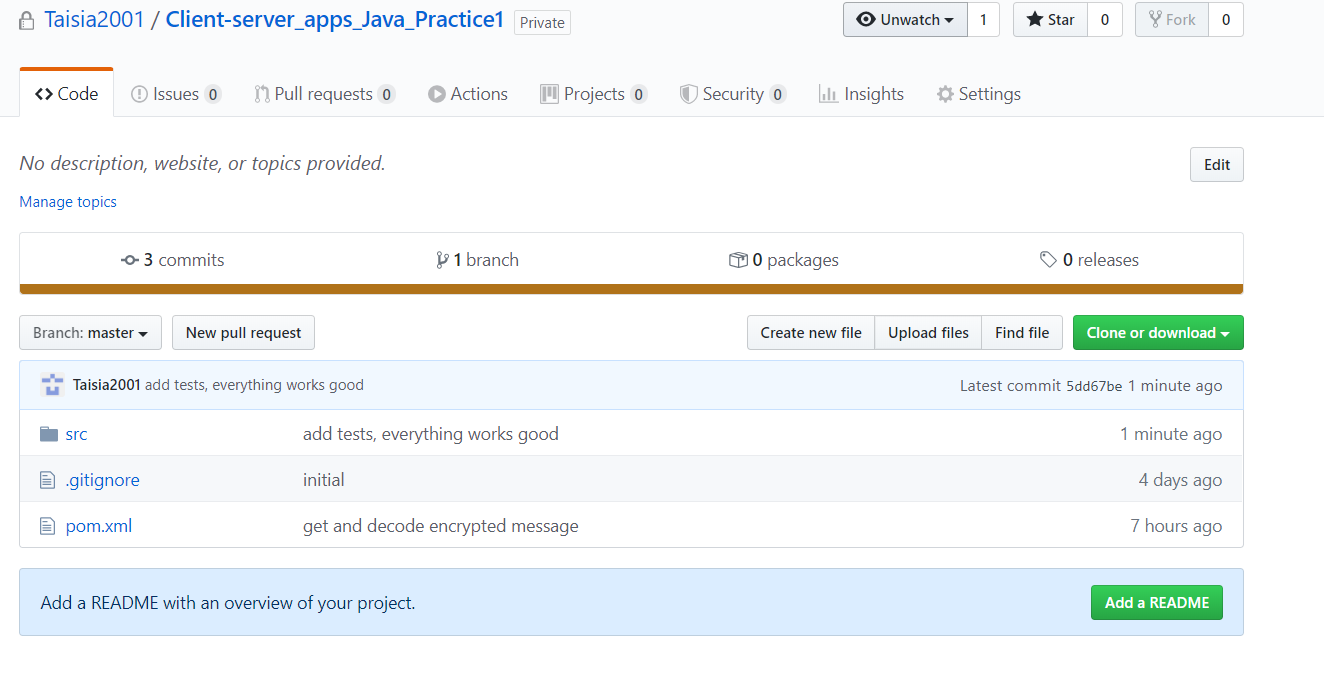 Taisia2001 / Client-server_apps_Java_Practice1 Private Unwatch 1 Star 0 Fork 0
Code Issues 0 Pull requests 0 Actions Projects 0 Security 0 Insights Settings
No description, website, or topics provided. Edit
Manage topics
3 commits 1 branch 0 packages 0 releases
Branch: master New pull request Create new file Upload files Find file Clone or download
Taisia2001 add tests, everything works good Latest commit 5dd67be 1 minute ago
src add tests, everything works good 1 minute ago
.gitignore initial 4 days ago
pom.xml get and decode encrypted message 7 hours ago
Add a README with an overview of your project. Add a README